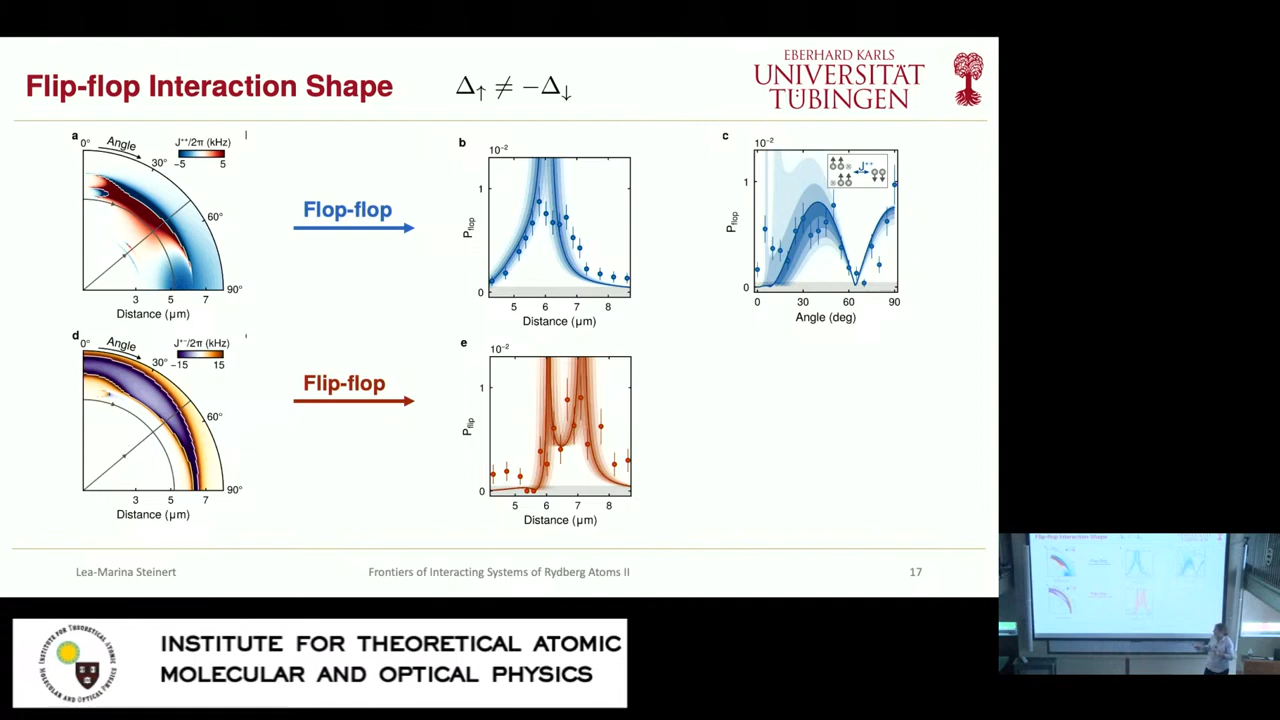 Flip-flop Interaction Shape
Δ↑ ≠ −Δ↓
EBERHARD KARLS
UNIVERSITÄT
TÜBINGEN
a
0°
Angle
30°
60°
90°
J⁺⁺/2π (kHz)
−5 5
3 5 7
Distance (µm)
Flop-flop
b
10⁻²
1
0
P_flop
5 6 7 8
Distance (µm)
c
10⁻²
1
0
P_flop
J⁺⁺
0 30 60 90
Angle (deg)
d
0°
Angle
30°
60°
90°
J⁺⁻/2π (kHz)
−15 15
3 5 7
Distance (µm)
Flip-flop
e
10⁻²
1
0
P_flip
5 6 7 8
Distance (µm)
Lea-Marina Steinert
Frontiers of Interacting Systems of Rydberg Atoms II
17
Flip-flop Interaction Shape
INSTITUTE FOR THEORETICAL ATOMIC
MOLECULAR AND OPTICAL PHYSICS